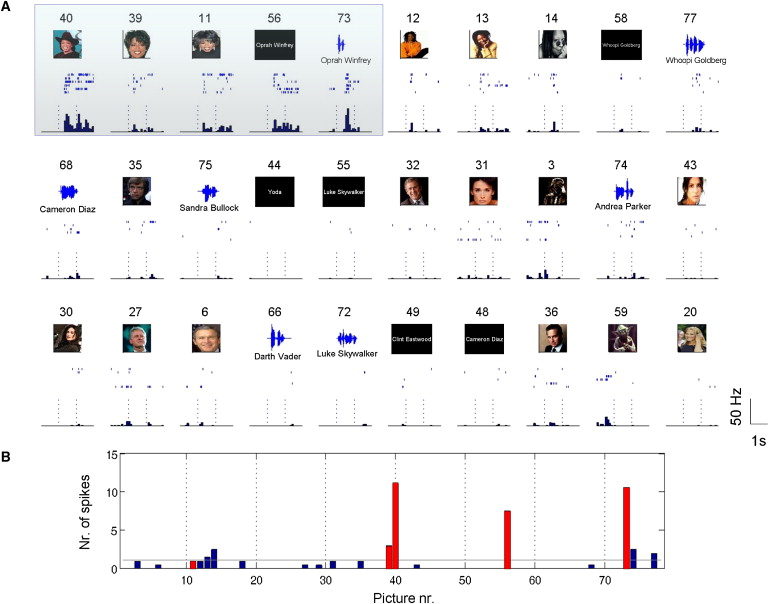 A
40 39 11 56 73 12 13 14 58 77
Oprah Winfrey
Oprah Winfrey
Whoopi Goldberg
Whoopi Goldberg
68 35 75 44 55 32 31 3 74 43
Yoda
Luke Skywalker
Cameron Diaz
Sandra Bullock
Andrea Parker
30 27 6 66 72 49 48 36 59 20
Clint Eastwood
Cameron Diaz
Darth Vader
Luke Skywalker
50 Hz
1s
B
Nr. of spikes
15
10
5
0
10 20 30 40 50 60 70
Picture nr.